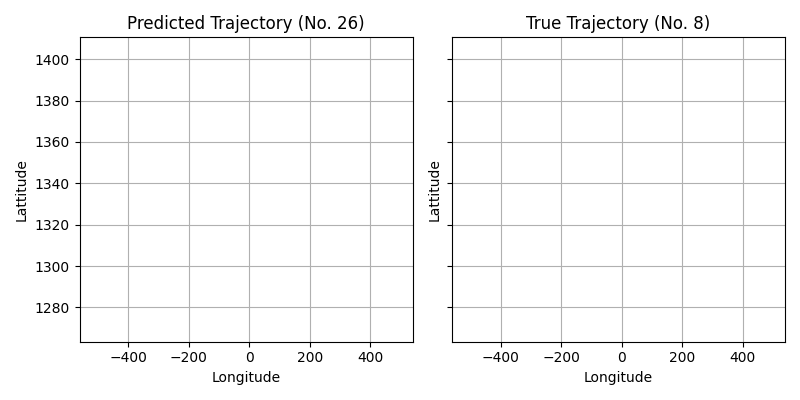 Predicted Trajectory (No. 26)
True Trajectory (No. 8)
1400
1380
1360
1340
1320
1300
1280
Lattitude
Lattitude
−400 −200 0 200 400
−400 −200 0 200 400
Longitude
Longitude